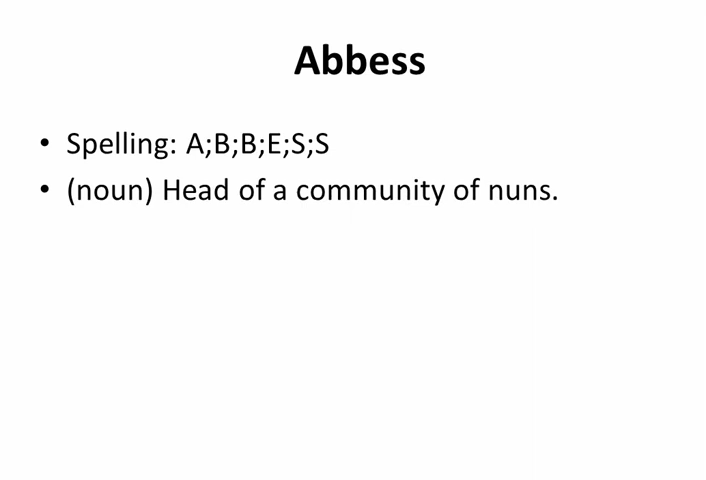 Abbess
• Spelling: A;B;B;E;S;S
• (noun) Head of a community of nuns.